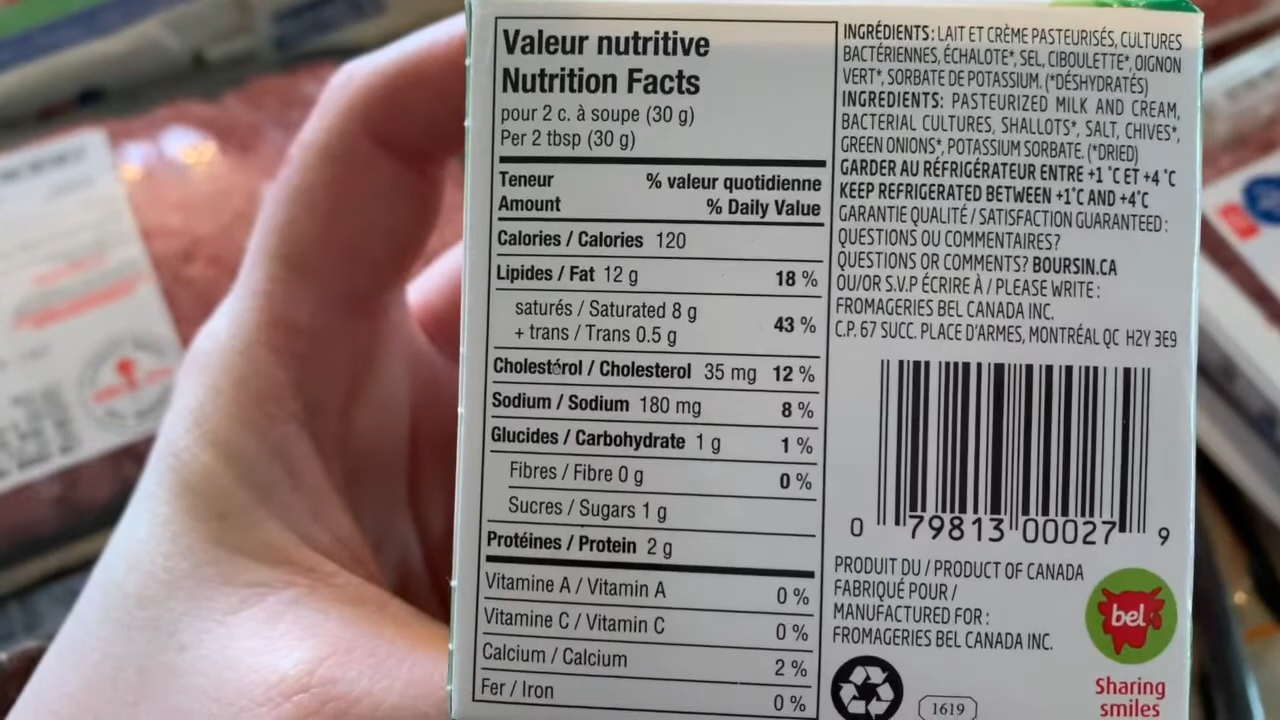 Valeur nutritive
Nutrition Facts
pour 2 c. à soupe (30 g)
Per 2 tbsp (30 g)
Teneur % valeur quotidienne
Amount % Daily Value
Calories / Calories 120
Lipides / Fat 12 g 18 %
saturés / Saturated 8 g
+ trans / Trans 0.5 g 43 %
Cholestérol / Cholesterol 35 mg 12 %
Sodium / Sodium 180 mg 8 %
Glucides / Carbohydrate 1 g 1 %
Fibres / Fibre 0 g 0 %
Sucres / Sugars 1 g
Protéines / Protein 2 g
Vitamine A / Vitamin A 0 %
Vitamine C / Vitamin C 0 %
Calcium / Calcium 2 %
Fer / Iron 0 %
INGRÉDIENTS : LAIT ET CRÈME PASTEURISÉS, CULTURES
BACTÉRIENNES, ÉCHALOTE*, SEL, CIBOULETTE*, OIGNON
VERT*, SORBATE DE POTASSIUM. (*DÉSHYDRATÉS)
INGREDIENTS: PASTEURIZED MILK AND CREAM,
BACTERIAL CULTURES, SHALLOTS*, SALT, CHIVES*,
GREEN ONIONS*, POTASSIUM SORBATE. (*DRIED)
GARDER AU RÉFRIGÉRATEUR ENTRE +1 °C ET +4 °C
KEEP REFRIGERATED BETWEEN +1°C AND +4°C
GARANTIE QUALITÉ / SATISFACTION GUARANTEED :
QUESTIONS OU COMMENTAIRES?
QUESTIONS OR COMMENTS? BOURSIN.CA
OU/OR S.V.P ÉCRIRE À / PLEASE WRITE :
FROMAGERIES BEL CANADA INC.
C.P. 67 SUCC. PLACE D'ARMES, MONTRÉAL QC H2Y 3E9
0 79813 00027 9
PRODUIT DU / PRODUCT OF CANADA
FABRIQUÉ POUR /
MANUFACTURED FOR :
FROMAGERIES BEL CANADA INC.
bel
Sharing
smiles
1619